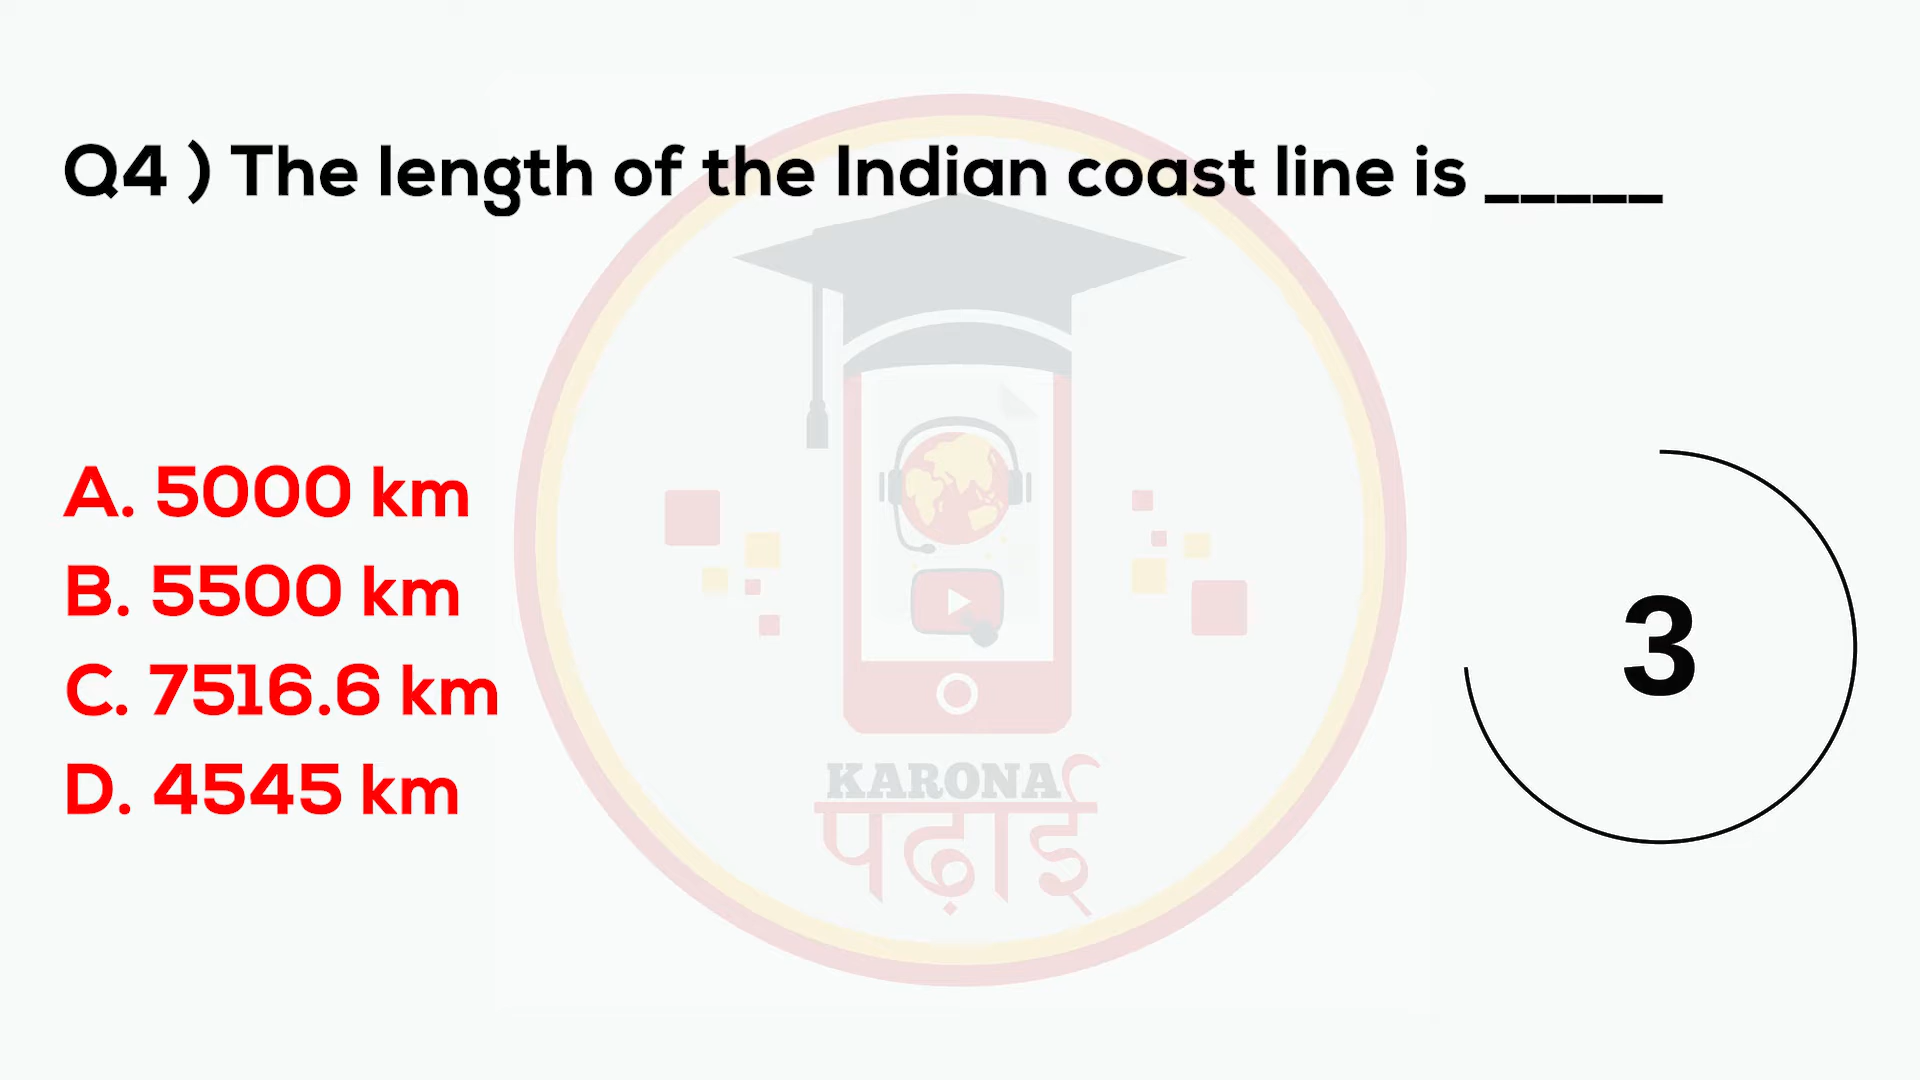 Q4 ) The length of the Indian coast line is _____
A. 5000 km
B. 5500 km
C. 7516.6 km
D. 4545 km
3
KARONA
पढ़ाई